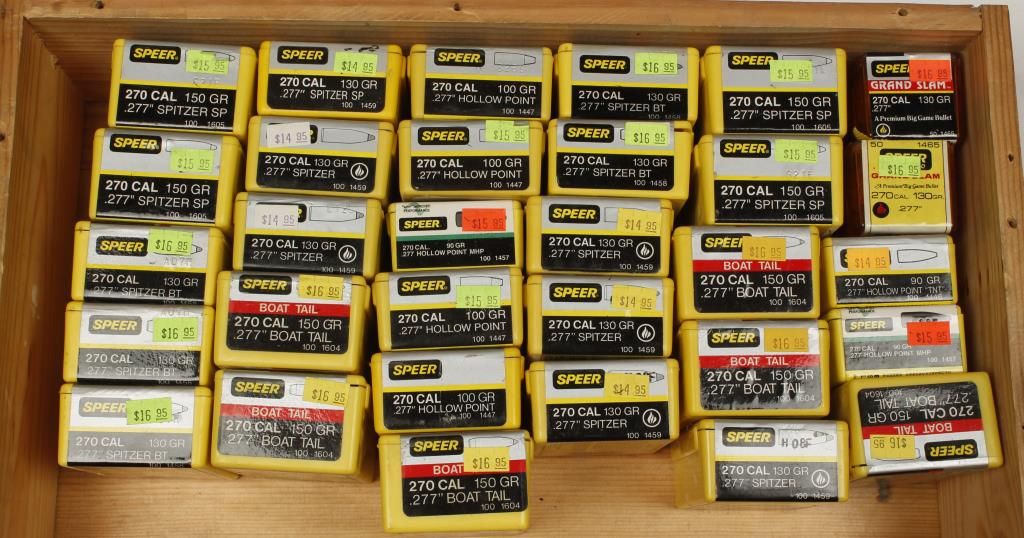 SPEER
$15 95
270 CAL 150 GR
.277" SPITZER SP
100 1605
SPEER
$14 95
270 CAL 130 GR
.277" SPITZER SP
100 1459
SPEER
270 CAL 100 GR
.277" HOLLOW POINT
100 1447
SPEER
$16 95
270 CAL 130 GR
.277" SPITZER BT
100 1458
SPEER
$15 95
270 CAL 150 GR
.277" SPITZER SP
100 1605
SPEER
$16 95
GRAND SLAM
270 CAL 130 GR
.277"
A Premium Big Game Bullet
50 1465
SPEER
$15 95
270 CAL 150 GR
.277" SPITZER SP
100 1605
$14 95
270 CAL 130 GR
.277" SPITZER
100 1459
SPEER
$15 95
270 CAL 100 GR
.277" HOLLOW POINT
100 1447
SPEER
$16 95
270 CAL 130 GR
.277" SPITZER BT
100 1458
SPEER
$15 95
270 CAL 150 GR
.277" SPITZER SP
100 1605
50 1465
SPEER
$16 95
GRAND SLAM
A Premium Big Game Bullet
270 CAL 130 GR.
.277"
SPEER
$16 95
270 CAL 130 GR
.277" SPITZER BT
SPEER
$14 95
270 CAL 130 GR
.277" SPITZER
100 1459
SPEER
$15 95
270 CAL. 90 GR
.277 HOLLOW POINT MHP
100 1457
SPEER
$14 95
270 CAL 130 GR
.277" SPITZER
100 1459
SPEER
$16 95
BOAT TAIL
270 CAL 150 GR
.277" BOAT TAIL
100 1604
SPEER
$14 95
270 CAL 90 GR
.277" HOLLOW POINT "TNT"
SPEER
$16 95
270 CAL 130 GR
.277" SPITZER BT
SPEER
$16 95
BOAT TAIL
270 CAL 150 GR
.277" BOAT TAIL
100 1604
SPEER
$15 95
270 CAL 100 GR
.277" HOLLOW POINT
100 1447
SPEER
$14 95
270 CAL 130 GR
.277" SPITZER
100 1459
SPEER
$16 95
BOAT TAIL
270 CAL 150 GR
.277" BOAT TAIL
100 1604
SPEER
$15 95
270 CAL. 90 GR
.277 HOLLOW POINT MHP
100 1457
SPEER
$16 95
270 CAL 130 GR
.277" SPITZER BT
100 1458
SPEER
$16 95
BOAT TAIL
270 CAL 150 GR
.277" BOAT TAIL
100 1604
SPEER
270 CAL 100 GR
.277" HOLLOW POINT
100 1447
SPEER
$14 95
270 CAL 130 GR
.277" SPITZER
100 1459
SPEER
$16 95
BOAT
270 CAL 150 GR
.277" BOAT TAIL
100 1604
SPEER
270 CAL 130 GR
.277" SPITZER
100 1459
SPEER
$16 95
BOAT TAIL
270 CAL 150 GR
.277" BOAT TAIL
100 1604